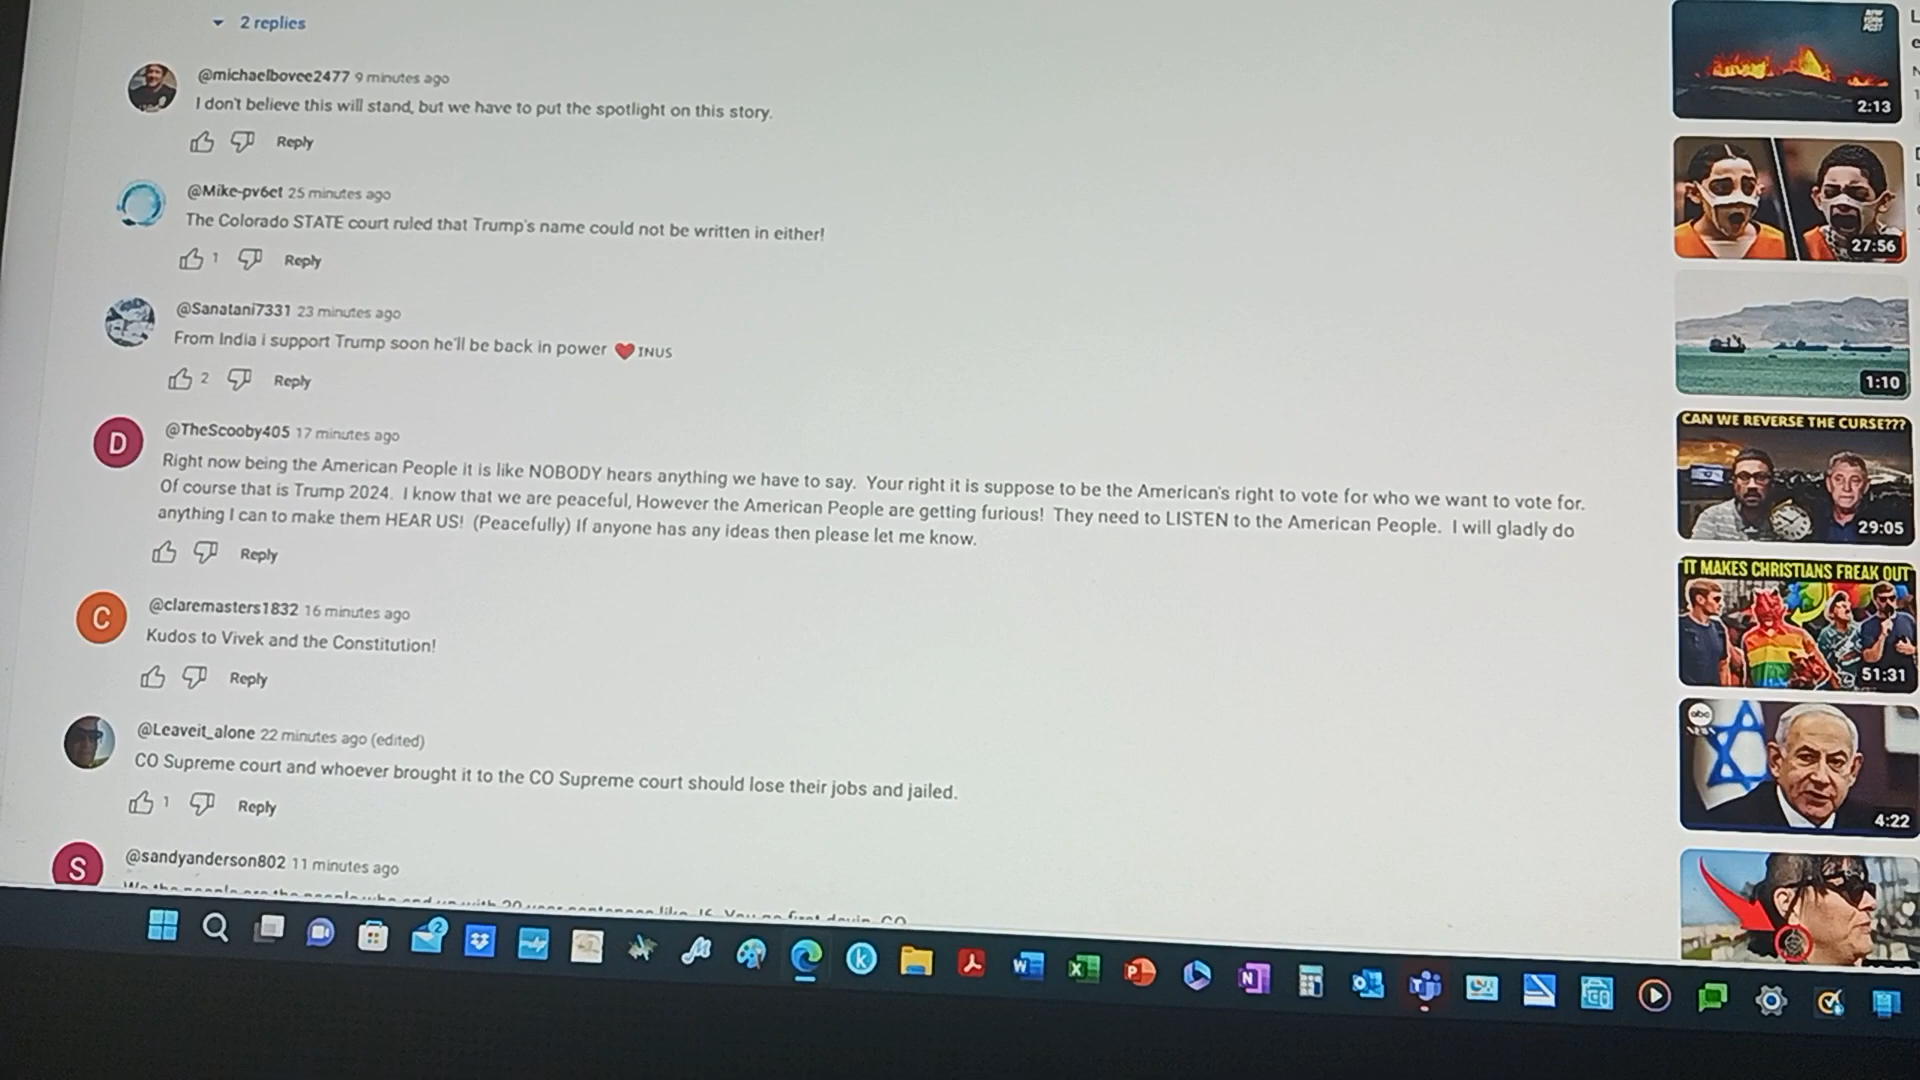 2 replies
@michaelbovee2477 9 minutes ago
I don't believe this will stand, but we have to put the spotlight on this story.
Reply
@Mike-pv6et 25 minutes ago
The Colorado STATE court ruled that Trump's name could not be written in either!
1 Reply
@Sanatani7331 23 minutes ago
From India i support Trump soon he'll be back in power ❤️ INUS
2 Reply
D
@TheScooby405 17 minutes ago
Right now being the American People it is like NOBODY hears anything we have to say. Your right it is suppose to be the American's right to vote for who we want to vote for.
Of course that is Trump 2024. I know that we are peaceful, However the American People are getting furious! They need to LISTEN to the American People. I will gladly do
anything I can to make them HEAR US! (Peacefully) If anyone has any ideas then please let me know.
Reply
C
@claremasters1832 16 minutes ago
Kudos to Vivek and the Constitution!
Reply
@Leaveit_alone 22 minutes ago (edited)
CO Supreme court and whoever brought it to the CO Supreme court should lose their jobs and jailed.
1 Reply
S
@sandyanderson802 11 minutes ago
NEW YORK POST
2:13
27:56
1:10
CAN WE REVERSE THE CURSE???
29:05
IT MAKES CHRISTIANS FREAK OUT
51:31
abc NEWS
4:22
2